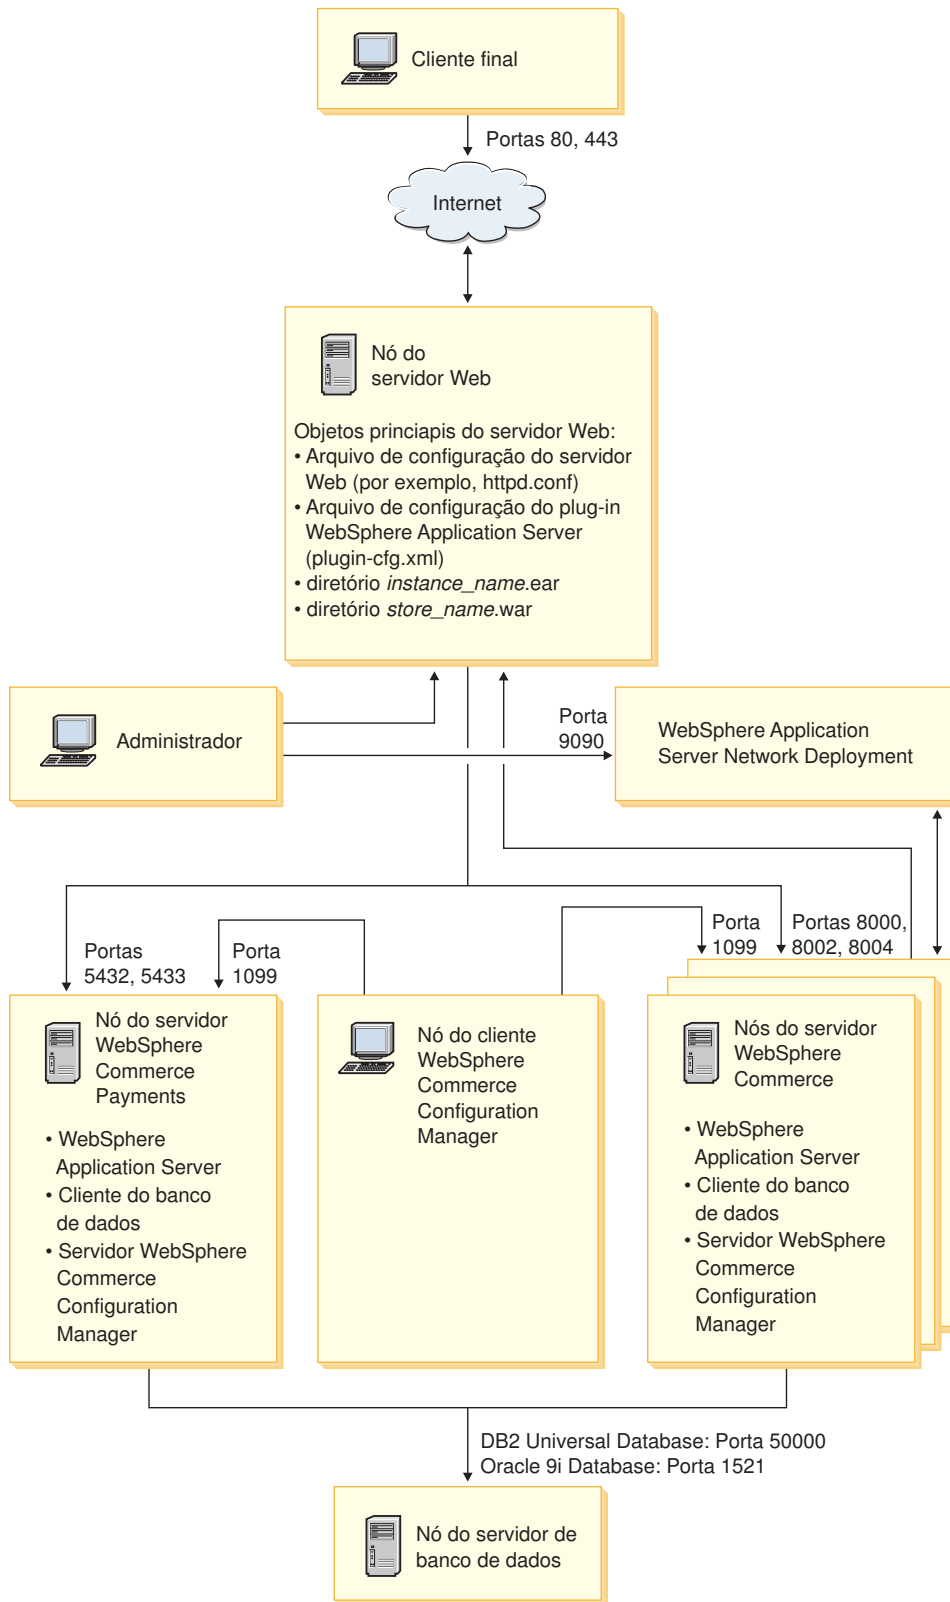 Cliente final
Portas 80, 443
Internet
Nó do
servidor Web
Objetos princiapis do servidor Web:
• Arquivo de configuração do servidor
Web (por exemplo, httpd.conf)
• Arquivo de configuração do plug-in
WebSphere Application Server
(plugin-cfg.xml)
• diretório instance_name.ear
• diretório store_name.war
Administrador
Porta
9090
WebSphere Application
Server Network Deployment
Portas
5432, 5433
Porta
1099
Porta
1099
Portas 8000,
8002, 8004
Nó do servidor
WebSphere
Commerce
Payments
• WebSphere
Application Server
• Cliente do banco
de dados
• Servidor WebSphere
Commerce
Configuration
Manager
Nó do cliente
WebSphere
Commerce
Configuration
Manager
Nós do servidor
WebSphere
Commerce
• WebSphere
Application Server
• Cliente do banco
de dados
• Servidor WebSphere
Commerce
Configuration
Manager
DB2 Universal Database: Porta 50000
Oracle 9i Database: Porta 1521
Nó do servidor de
banco de dados